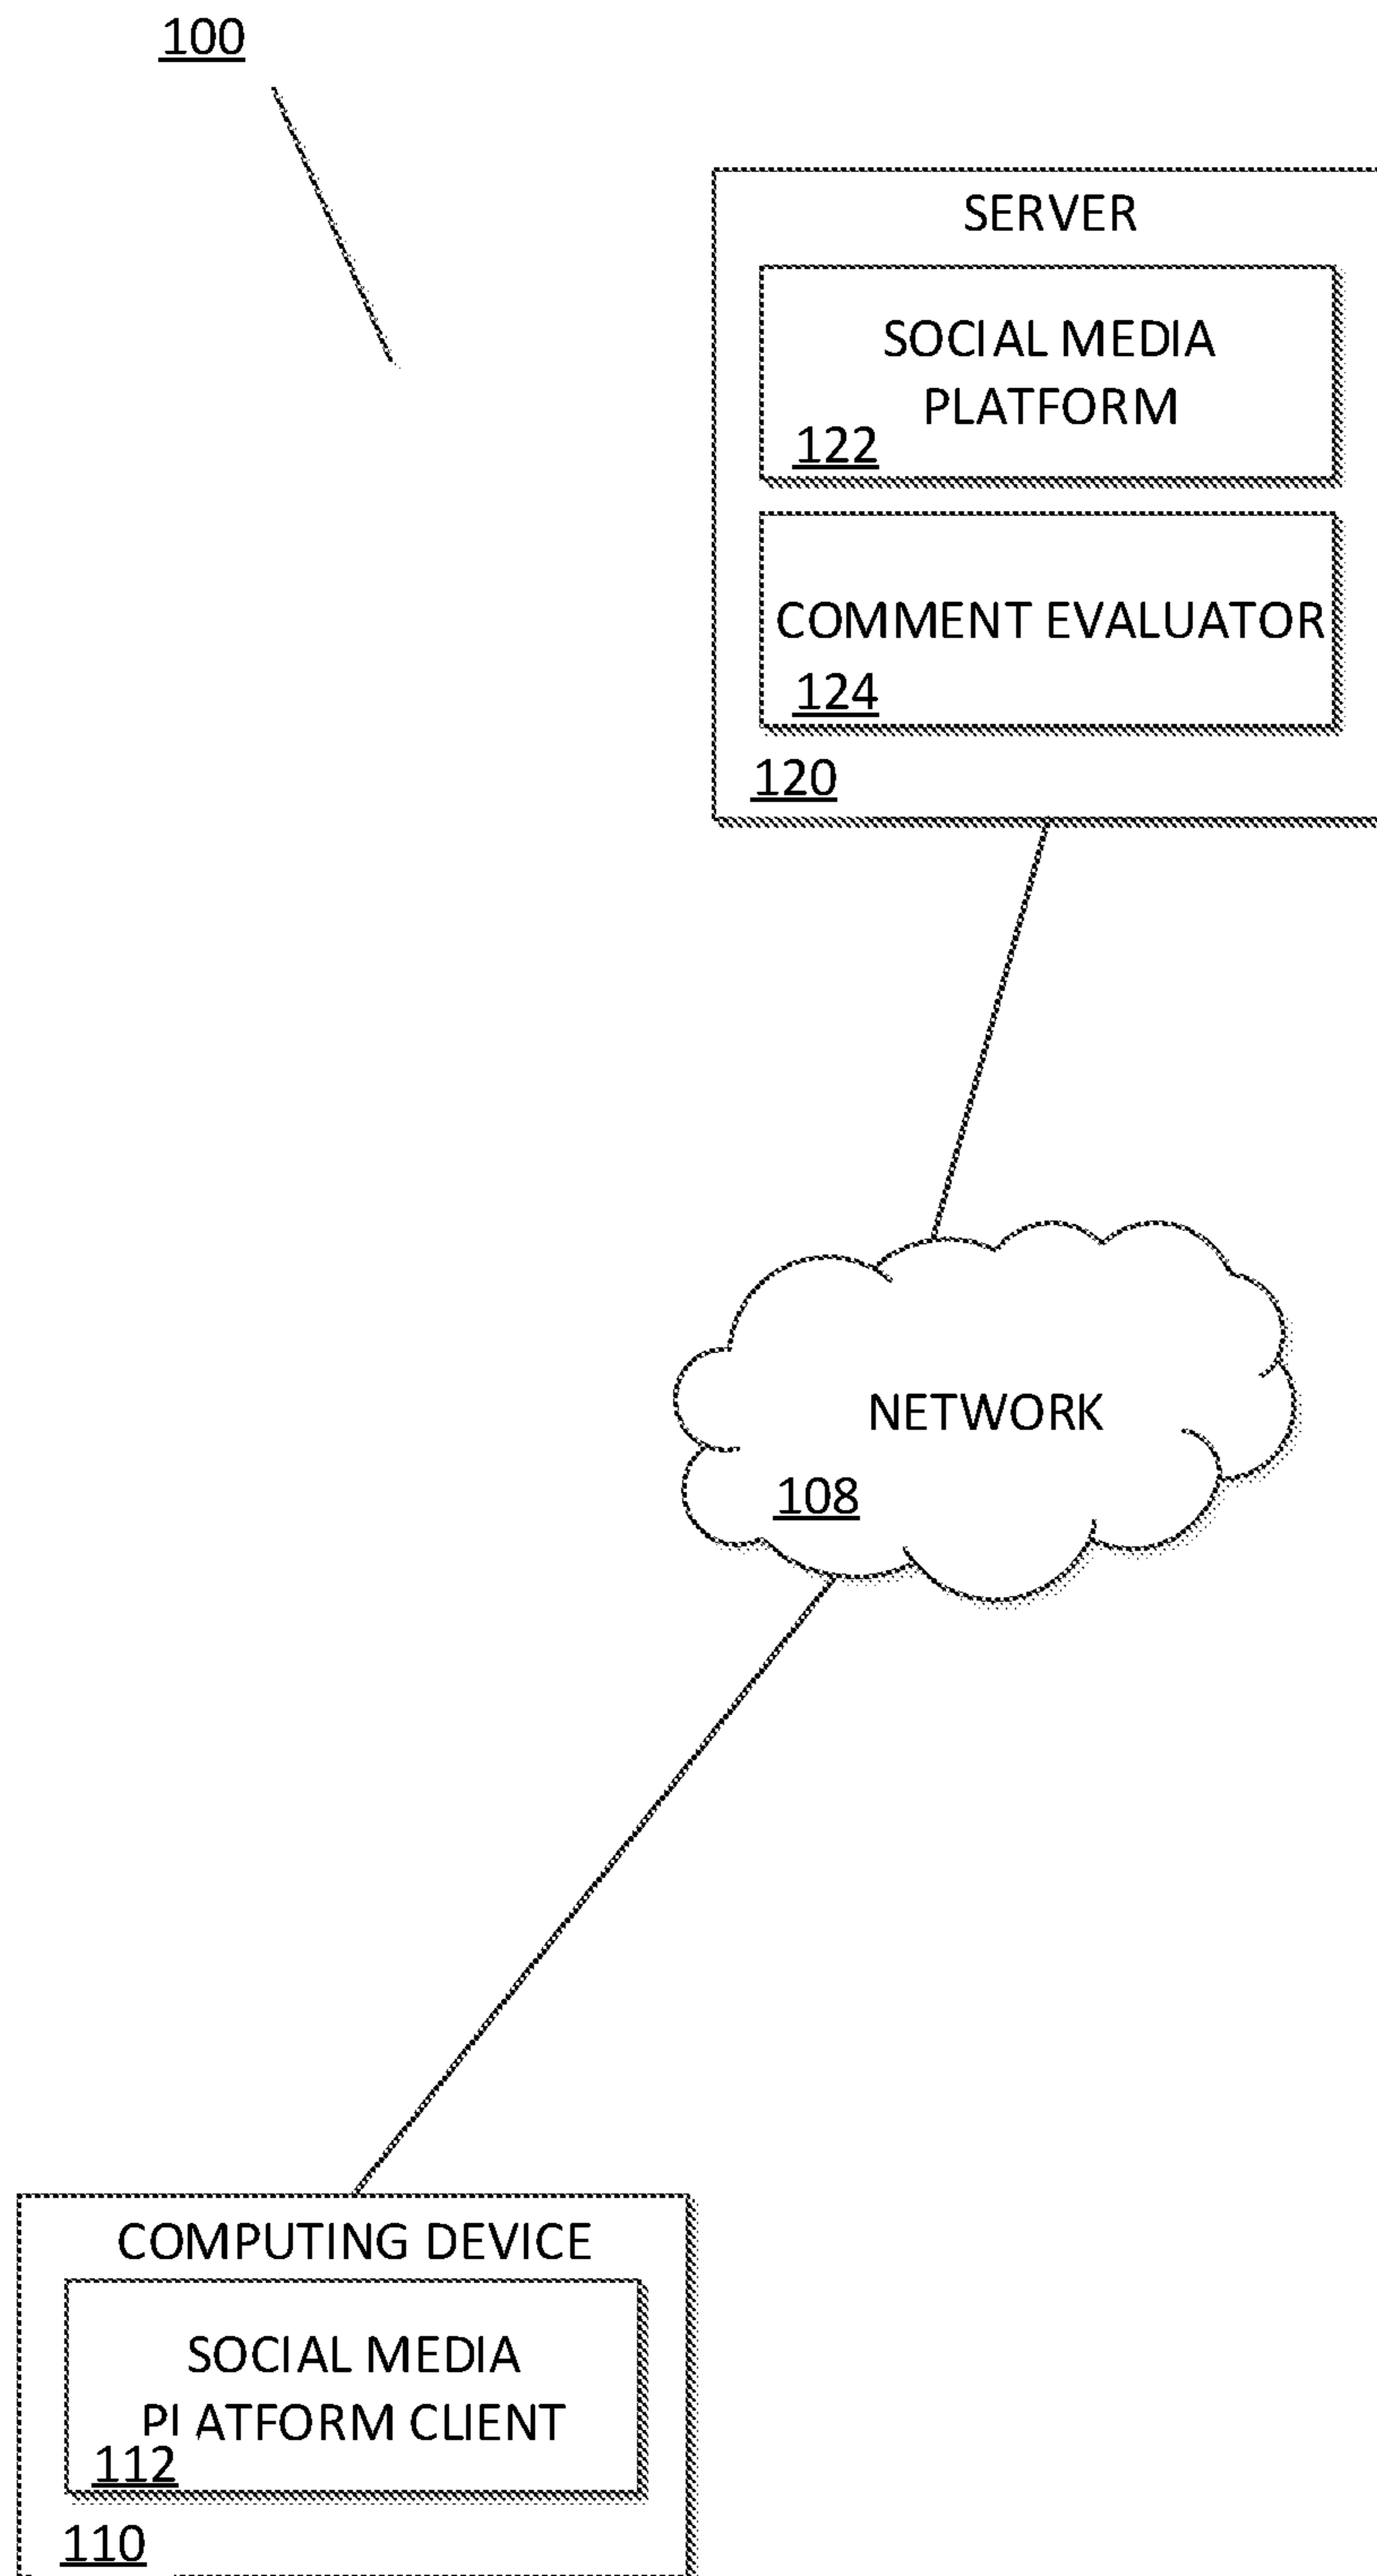 100
SERVER
SOCIAL MEDIA
PLATFORM
122
COMMENT EVALUATOR
124
120
NETWORK
108
COMPUTING DEVICE
SOCIAL MEDIA
PLATFORM CLIENT
112
110